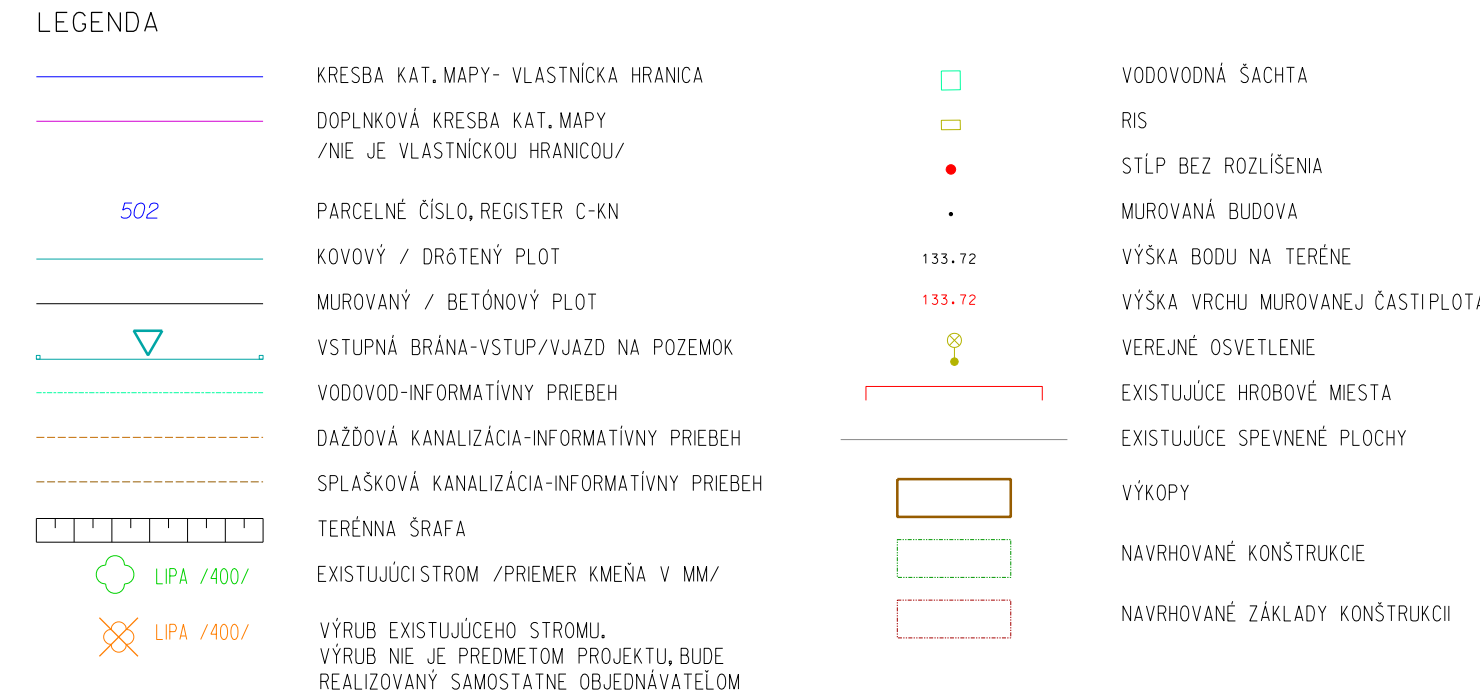 LEGENDA
KRESBA KAT. MAPY- VLASTNÍCKA HRANICA
DOPLNKOVÁ KRESBA KAT. MAPY
/NIE JE VLASTNÍCKOU HRANICOU/
502
PARCELNÉ ČÍSLO, REGISTER C-KN
KOVOVÝ / DRôTENÝ PLOT
MUROVANÝ / BETÓNOVÝ PLOT
VSTUPNÁ BRÁNA-VSTUP/VJAZD NA POZEMOK
VODOVOD-INFORMATÍVNY PRIEBEH
DAŽĎOVÁ KANALIZÁCIA-INFORMATÍVNY PRIEBEH
SPLAŠKOVÁ KANALIZÁCIA-INFORMATÍVNY PRIEBEH
TERÉNNA ŠRAFA
LIPA /400/
EXISTUJÚCI STROM /PRIEMER KMEŇA V MM/
LIPA /400/
VÝRUB EXISTUJÚCEHO STROMU.
VÝRUB NIE JE PREDMETOM PROJEKTU, BUDE
REALIZOVANÝ SAMOSTATNE OBJEDNÁVATEĽOM
VODOVODNÁ ŠACHTA
RIS
STĹP BEZ ROZLÍŠENIA
MUROVANÁ BUDOVA
133.72
VÝŠKA BODU NA TERÉNE
133.72
VÝŠKA VRCHU MUROVANEJ ČASTI PLOTA
VEREJNÉ OSVETLENIE
EXISTUJÚCE HROBOVÉ MIESTA
EXISTUJÚCE SPEVNENÉ PLOCHY
VÝKOPY
NAVRHOVANÉ KONŠTRUKCIE
NAVRHOVANÉ ZÁKLADY KONŠTRUKCII